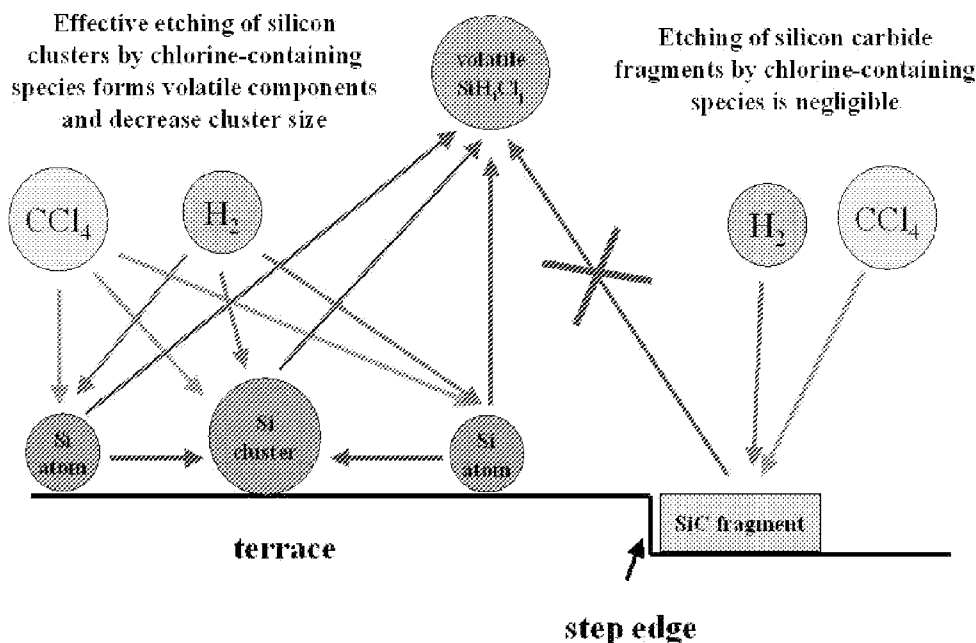 Effective etching of silicon
clusters by chlorine-containing
species forms volatile components
and decrease cluster size
volatile
SiHᵢClⱼ
Etching of silicon carbide
fragments by chlorine-containing
species is negligible
CCl₄
H₂
H₂
CCl₄
Si
atom
Si
cluster
Si
atom
SiC fragment
terrace
step edge